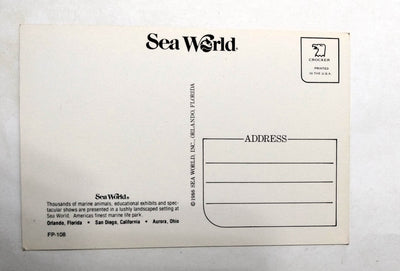 Sea World.
CROCKER
PRINTED
IN THE U.S.A.
© 1986 SEA WORLD, INC., ORLANDO, FLORIDA
ADDRESS
Sea World®
Thousands of marine animals, educational exhibits and spec-
tacular shows are presented in a lushly landscaped setting at
Sea World. Americas finest marine life park.
Orlando, Florida • San Diego, California • Aurora, Ohio
FP-108